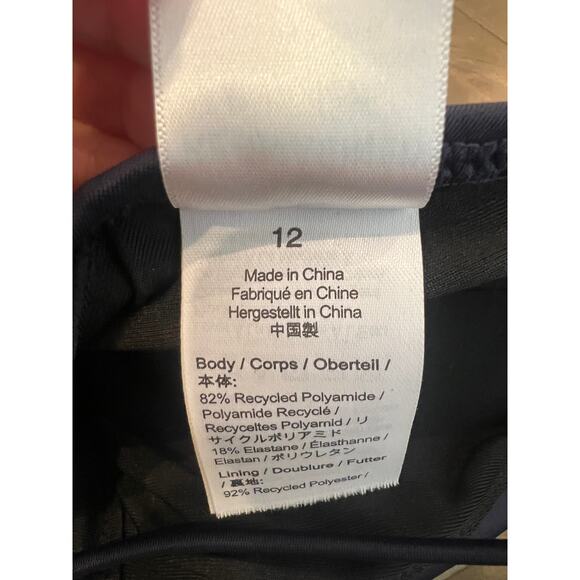 12
Made in China
Fabriqué en Chine
Hergestellt in China
中国製
Body / Corps / Oberteil /
本体:
82% Recycled Polyamide /
Polyamide Recyclé /
Recyceltes Polyamid / リ
サイクルポリアミド
18% Elastane / Élasthanne /
Elastan / ポリウレタン
Lining / Doublure / Futter
/ 裏地:
92% Recycled Polyester /